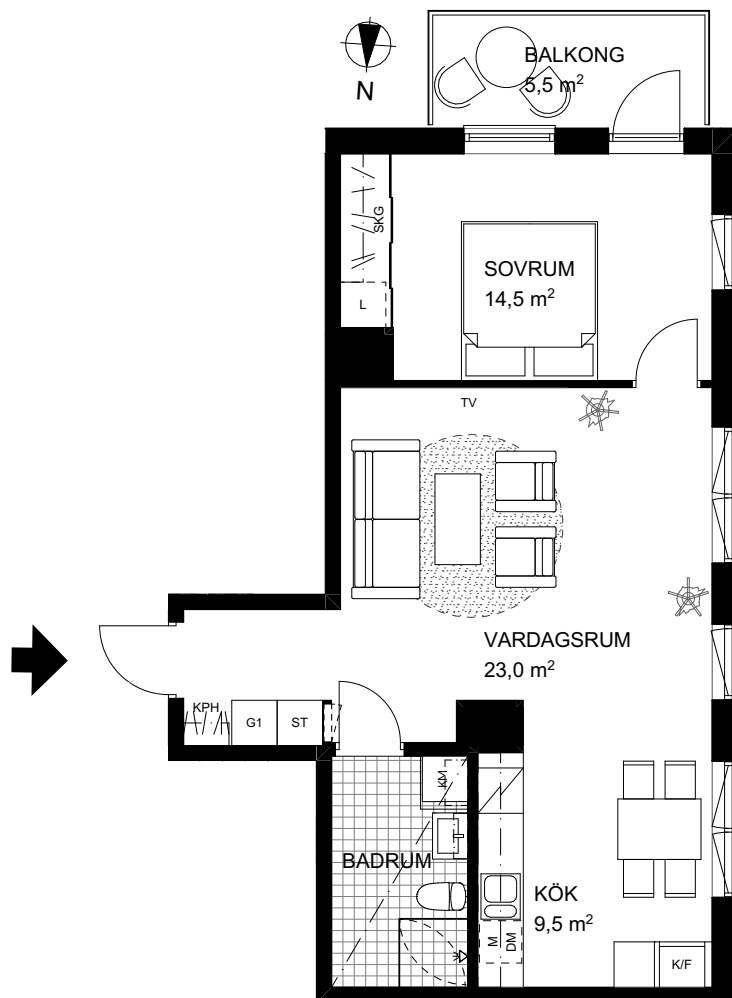 BALKONG
5,5 m²
N
SKG
L
SOVRUM
14,5 m²
TV
VARDAGSRUM
23,0 m²
KPH
G1
ST
KM
BADRUM
KÖK
9,5 m²
M
DM
K/F